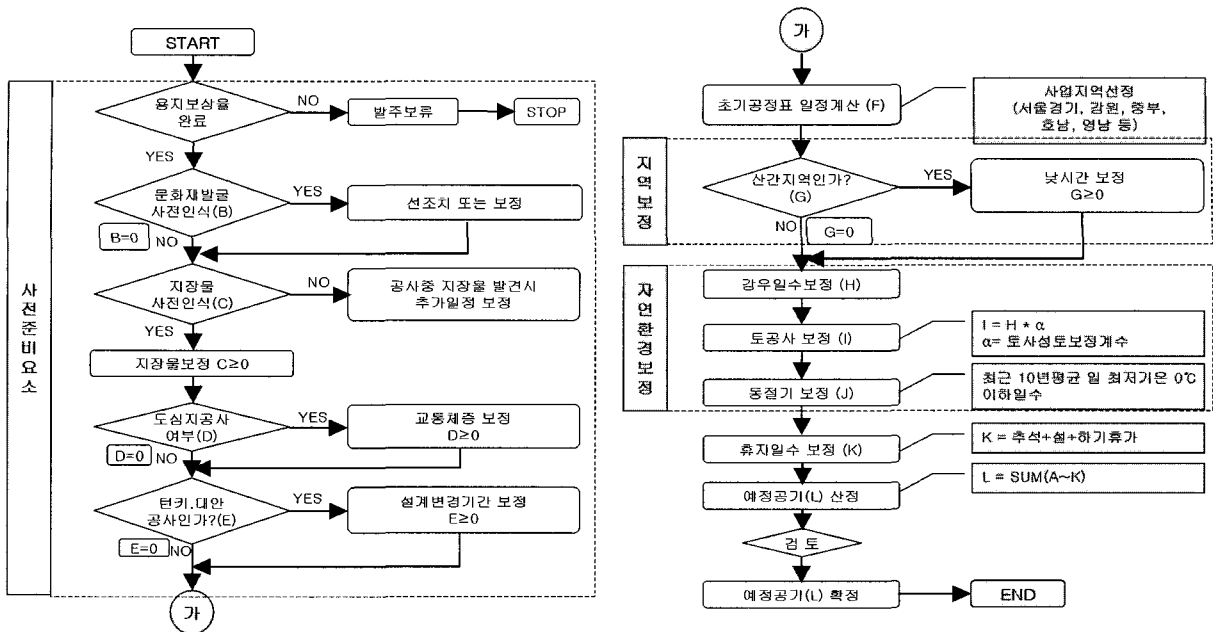 START
사전준비요소
용지보상율
완료
NO
발주보류
STOP
YES
문화재발굴
사전인식(B)
YES
선조치 또는 보정
B=0
NO
지장물
사전인식(C)
NO
공사중 지장물 발견시
추가일정 보정
YES
지장물보정 C≥0
도심지공사
여부(D)
YES
교통체증 보정
D≥0
D=0
NO
턴키.대안
공사인가?(E)
YES
설계변경기간 보정
E≥0
E=0
NO
가
가
초기공정표 일정계산 (F)
사업지역선정
(서울경기, 강원, 중부,
호남, 영남 등)
지역보정
산간지역인가?
(G)
YES
낮시간 보정
G≥0
NO
G=0
자연환경보정
강우일수보정 (H)
토공사 보정 (I)
I = H * α
α= 토사성토보정계수
동절기 보정 (J)
최근 10년평균 일 최저기온 0℃
이하일수
휴지일수 보정 (K)
K = 추석+설+하기휴가
예정공기(L) 산정
L = SUM(A~K)
검 토
예정공기(L) 확정
END